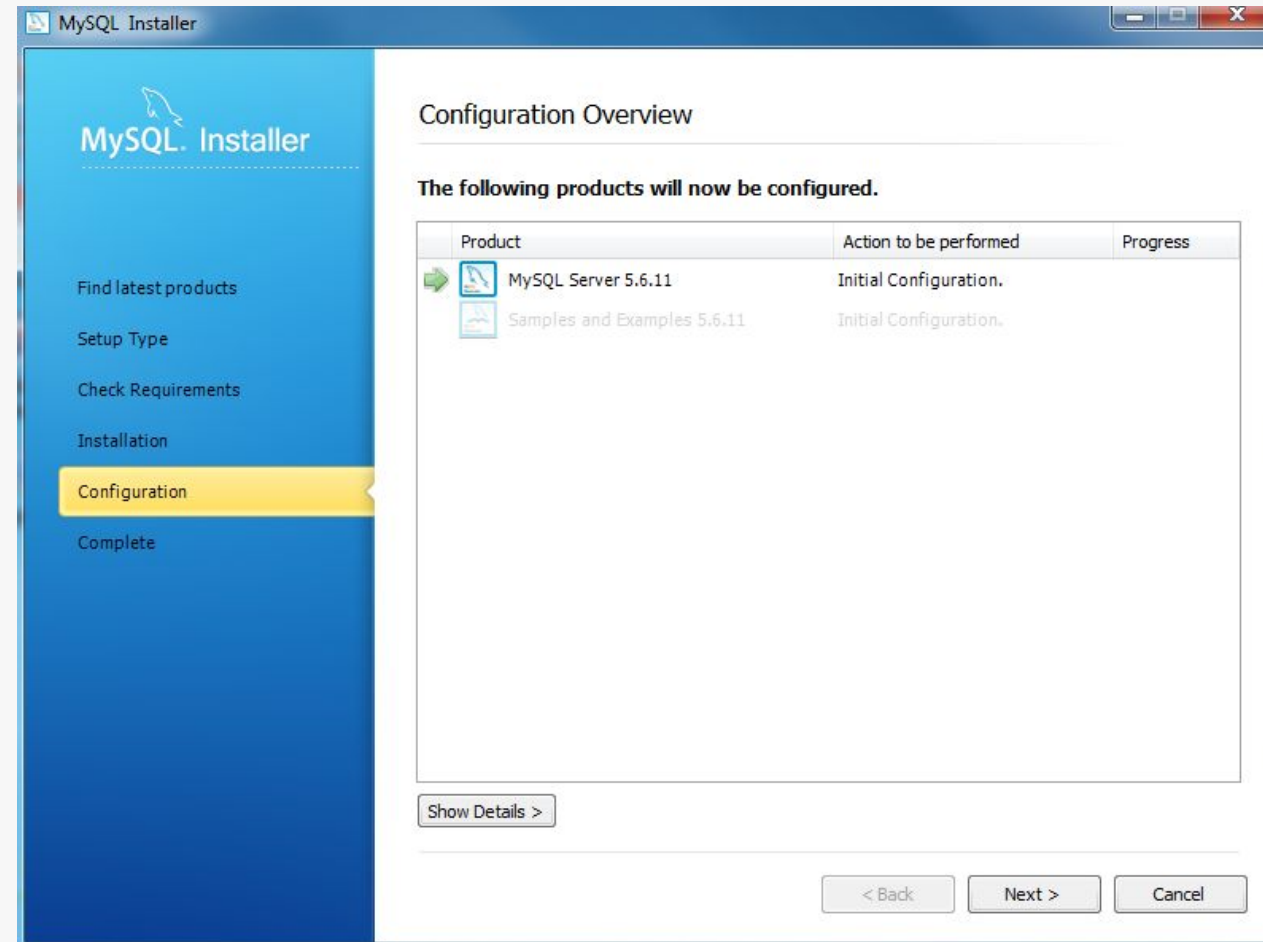 MySQL Installer
MySQL. Installer
Find latest products
Setup Type
Check Requirements
Installation
Configuration
Complete
Configuration Overview
The following products will now be configured.
Product Action to be performed Progress
MySQL Server 5.6.11 Initial Configuration.
Samples and Examples 5.6.11 Initial Configuration.
Show Details >
< Back Next > Cancel